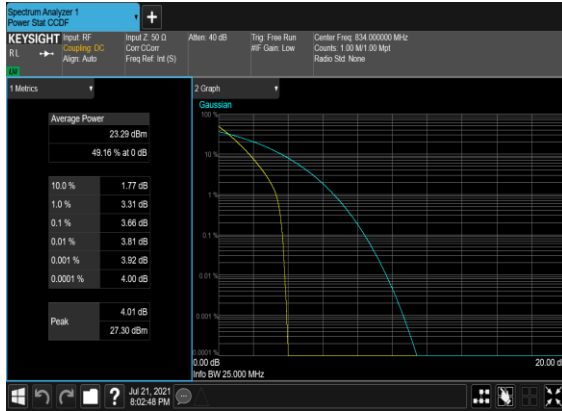 Spectrum Analyzer 1
Power Stat CCDF
+
KEYSIGHT
RL
LU
Input: RF
Coupling: DC
Align: Auto
Input Z: 50 Ω
Corr CCorr
Freq Ref: Int (S)
Atten: 40 dB
Trig: Free Run
#IF Gain: Low
Center Freq: 834.000000 MHz
Counts: 1.00 M/1.00 Mpt
Radio Std: None
1 Metrics
Average Power
23.29 dBm
49.16 % at 0 dB
10.0 % 1.77 dB
1.0 % 3.31 dB
0.1 % 3.66 dB
0.01 % 3.81 dB
0.001 % 3.92 dB
0.0001 % 4.00 dB
Peak
4.01 dB
27.30 dBm
2 Graph
Gaussian
100 %
10 %
1 %
0.1 %
0.01 %
0.001 %
0.0001 %
0.00 dB
20.00 d
Info BW 25.000 MHz
?
Jul 21, 2021
8:02:48 PM